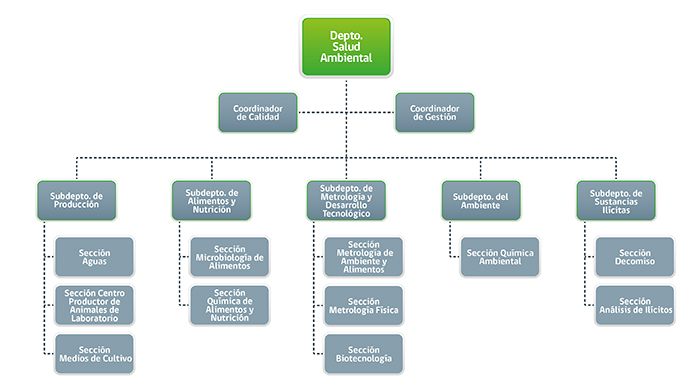 Depto.
Salud
Ambiental
Coordinador
de Calidad
Coordinador
de Gestión
Subdepto. de
Producción
Subdepto. de
Alimentos y
Nutrición
Subdepto. de
Metrología y
Desarrollo
Tecnológico
Subdepto. del
Ambiente
Subdepto. de
Sustancias
Ilícitas
Sección
Aguas
Sección Centro
Productor de
Animales de
Laboratorio
Sección
Medios de Cultivo
Sección
Microbiología de
Alimentos
Sección
Química de
Alimentos y
Nutrición
Sección
Metrología de
Ambiente y
Alimentos
Sección
Metrología Física
Sección
Biotecnología
Sección Química
Ambiental
Sección
Decomiso
Sección
Análisis de Ilícitos